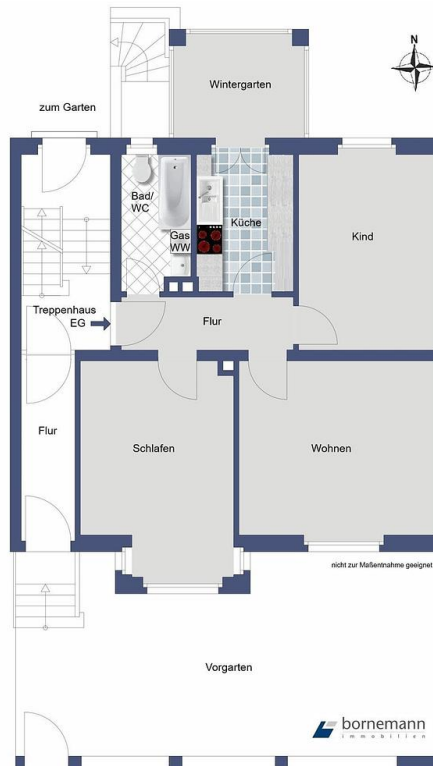 N
Wintergarten
zum Garten
Bad/
WC
Gas
WW
Küche
Kind
Treppenhaus
EG
Flur
Flur
Schlafen
Wohnen
nicht zur Maßentnahme geeignet
Vorgarten
bornemann
immobilien